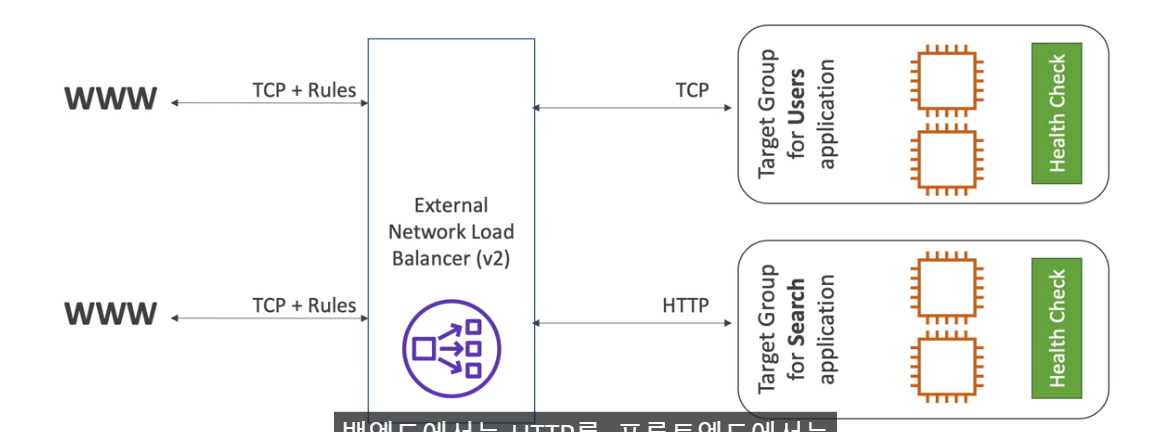 WWW
TCP + Rules
TCP
Target Group
for Users
application
Health Check
External
Network Load
Balancer (v2)
WWW
TCP + Rules
HTTP
Target Group
for Search
application
Health Check
백엔드에서는 HTTP를, 프론트엔드에서는